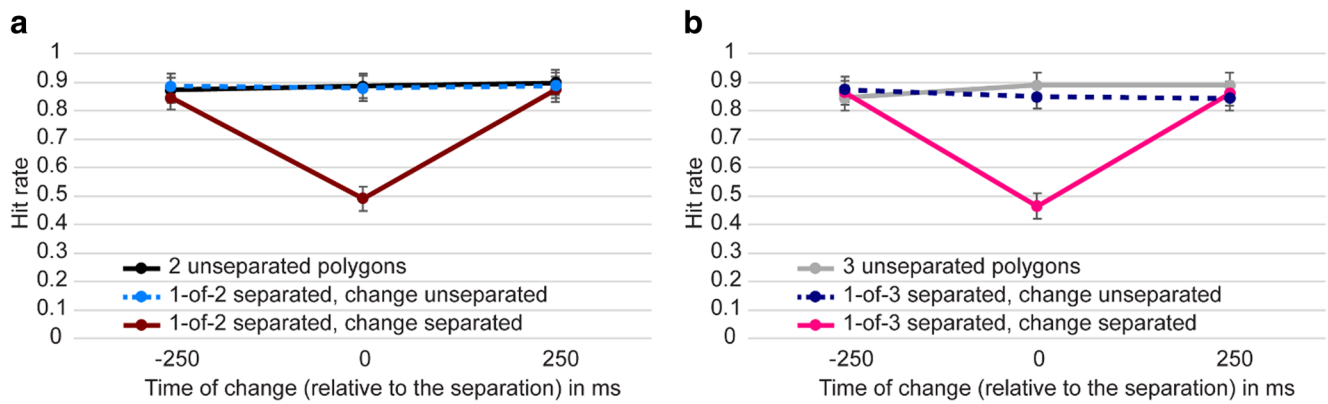 a
1
0.9
0.8
0.7
0.6
0.5
0.4
0.3
0.2
0.1
0
Hit rate
2 unseparated polygons
1-of-2 separated, change unseparated
1-of-2 separated, change separated
-250 0 250
Time of change (relative to the separation) in ms
b
1
0.9
0.8
0.7
0.6
0.5
0.4
0.3
0.2
0.1
0
Hit rate
3 unseparated polygons
1-of-3 separated, change unseparated
1-of-3 separated, change separated
-250 0 250
Time of change (relative to the separation) in ms